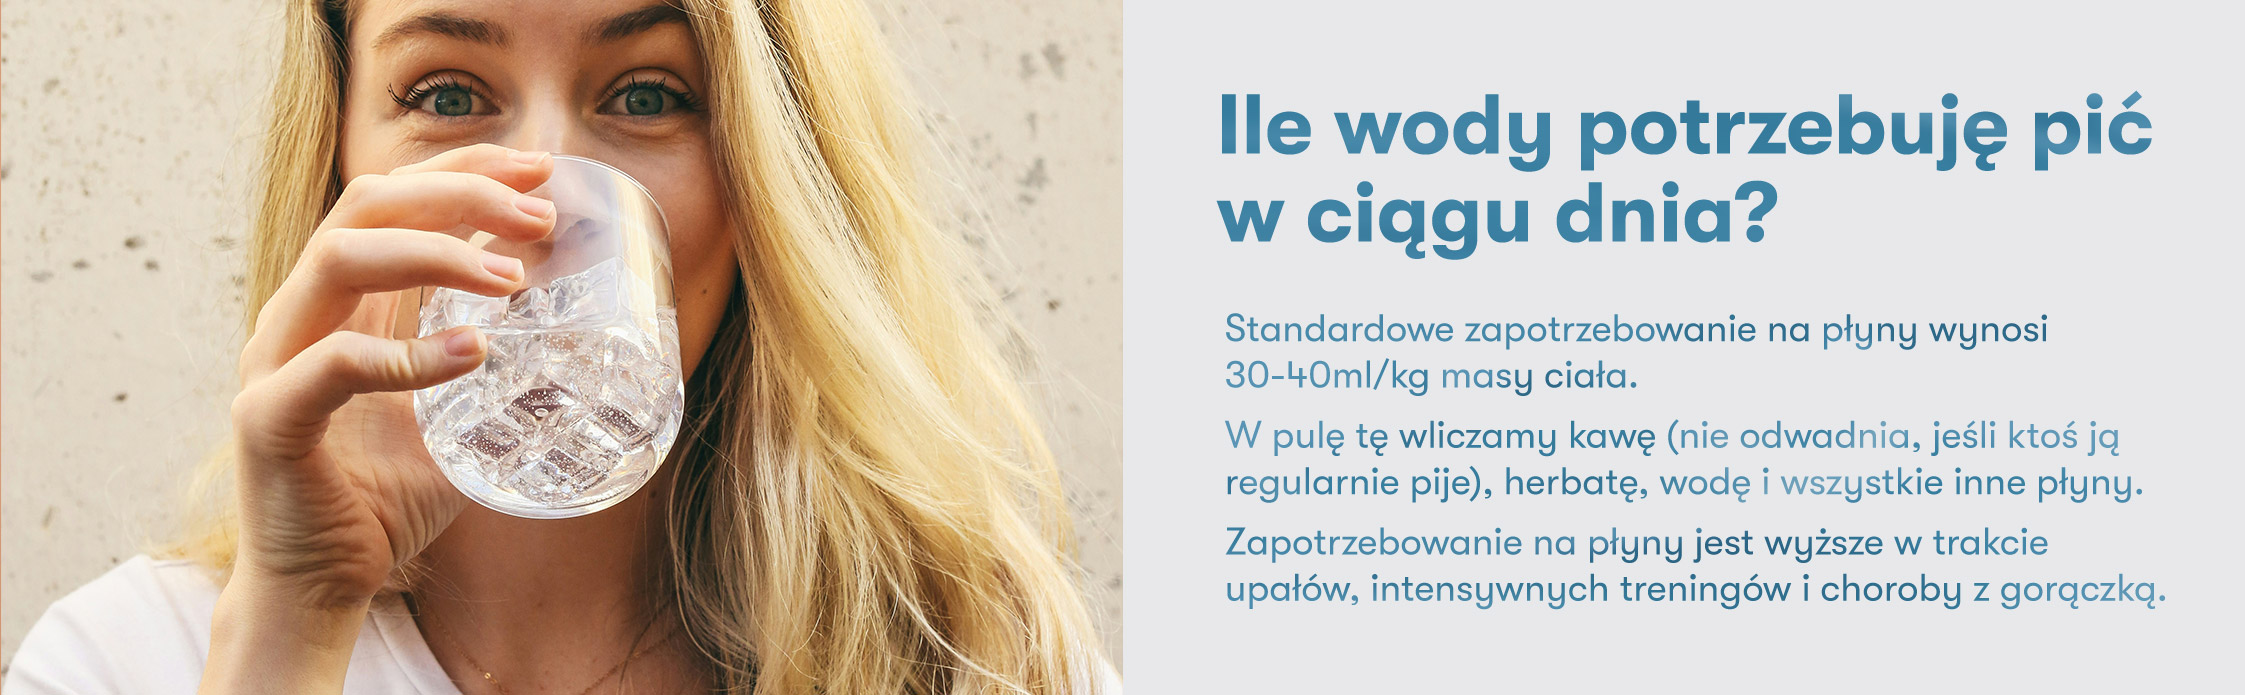 Ile wody potrzebuję pić
w ciągu dnia?
Standardowe zapotrzebowanie na płyny wynosi
30-40ml/kg masy ciała.
W pulę tę wliczamy kawę (nie odwadnia, jeśli ktoś ją
regularnie pije), herbatę, wodę i wszystkie inne płyny.
Zapotrzebowanie na płyny jest wyższe w trakcie
upałów, intensywnych treningów i choroby z gorączką.